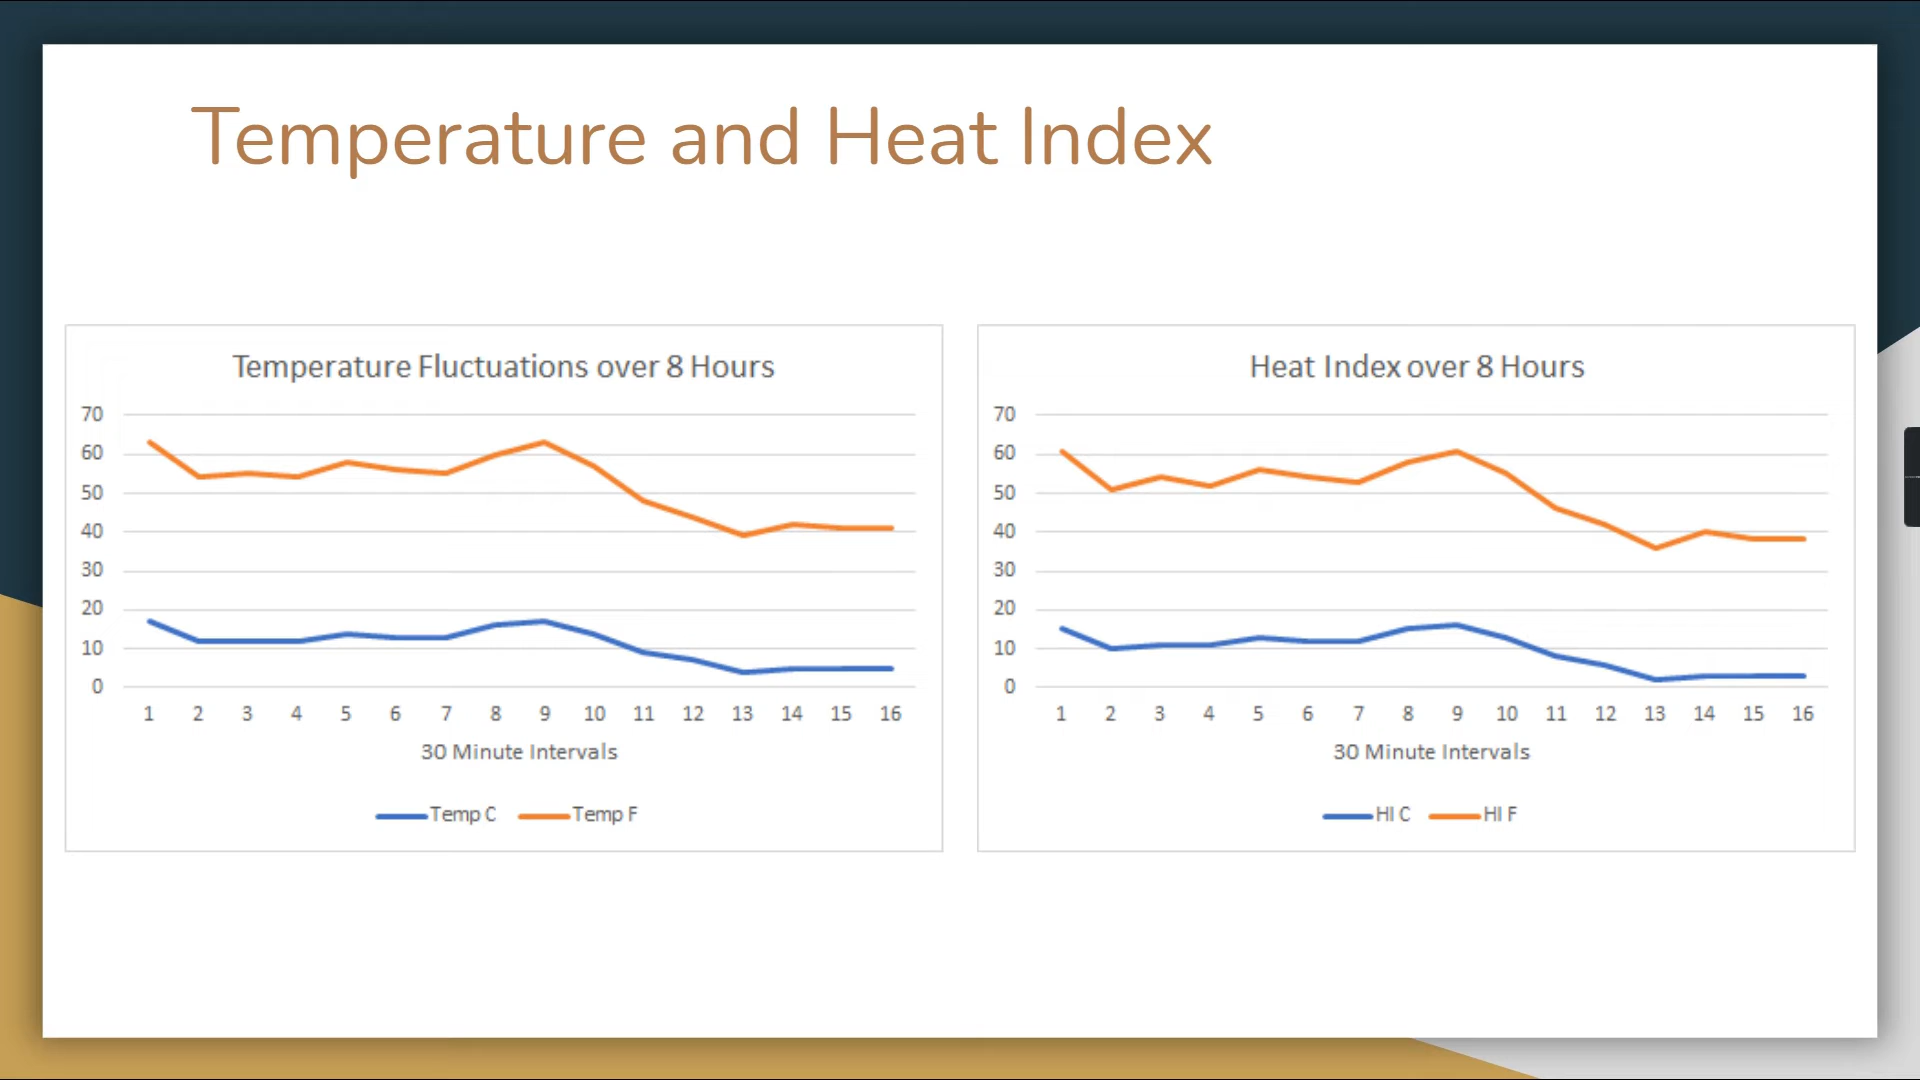 Temperature and Heat Index
Temperature Fluctuations over 8 Hours
70
60
50
40
30
20
10
0
1 2 3 4 5 6 7 8 9 10 11 12 13 14 15 16
30 Minute Intervals
Temp C Temp F
Heat Index over 8 Hours
70
60
50
40
30
20
10
0
1 2 3 4 5 6 7 8 9 10 11 12 13 14 15 16
30 Minute Intervals
HI C HI F